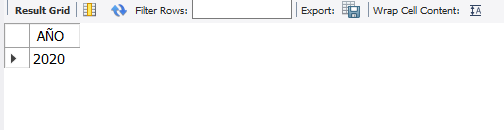 Result Grid Filter Rows: Export: Wrap Cell Content:
AÑO
2020